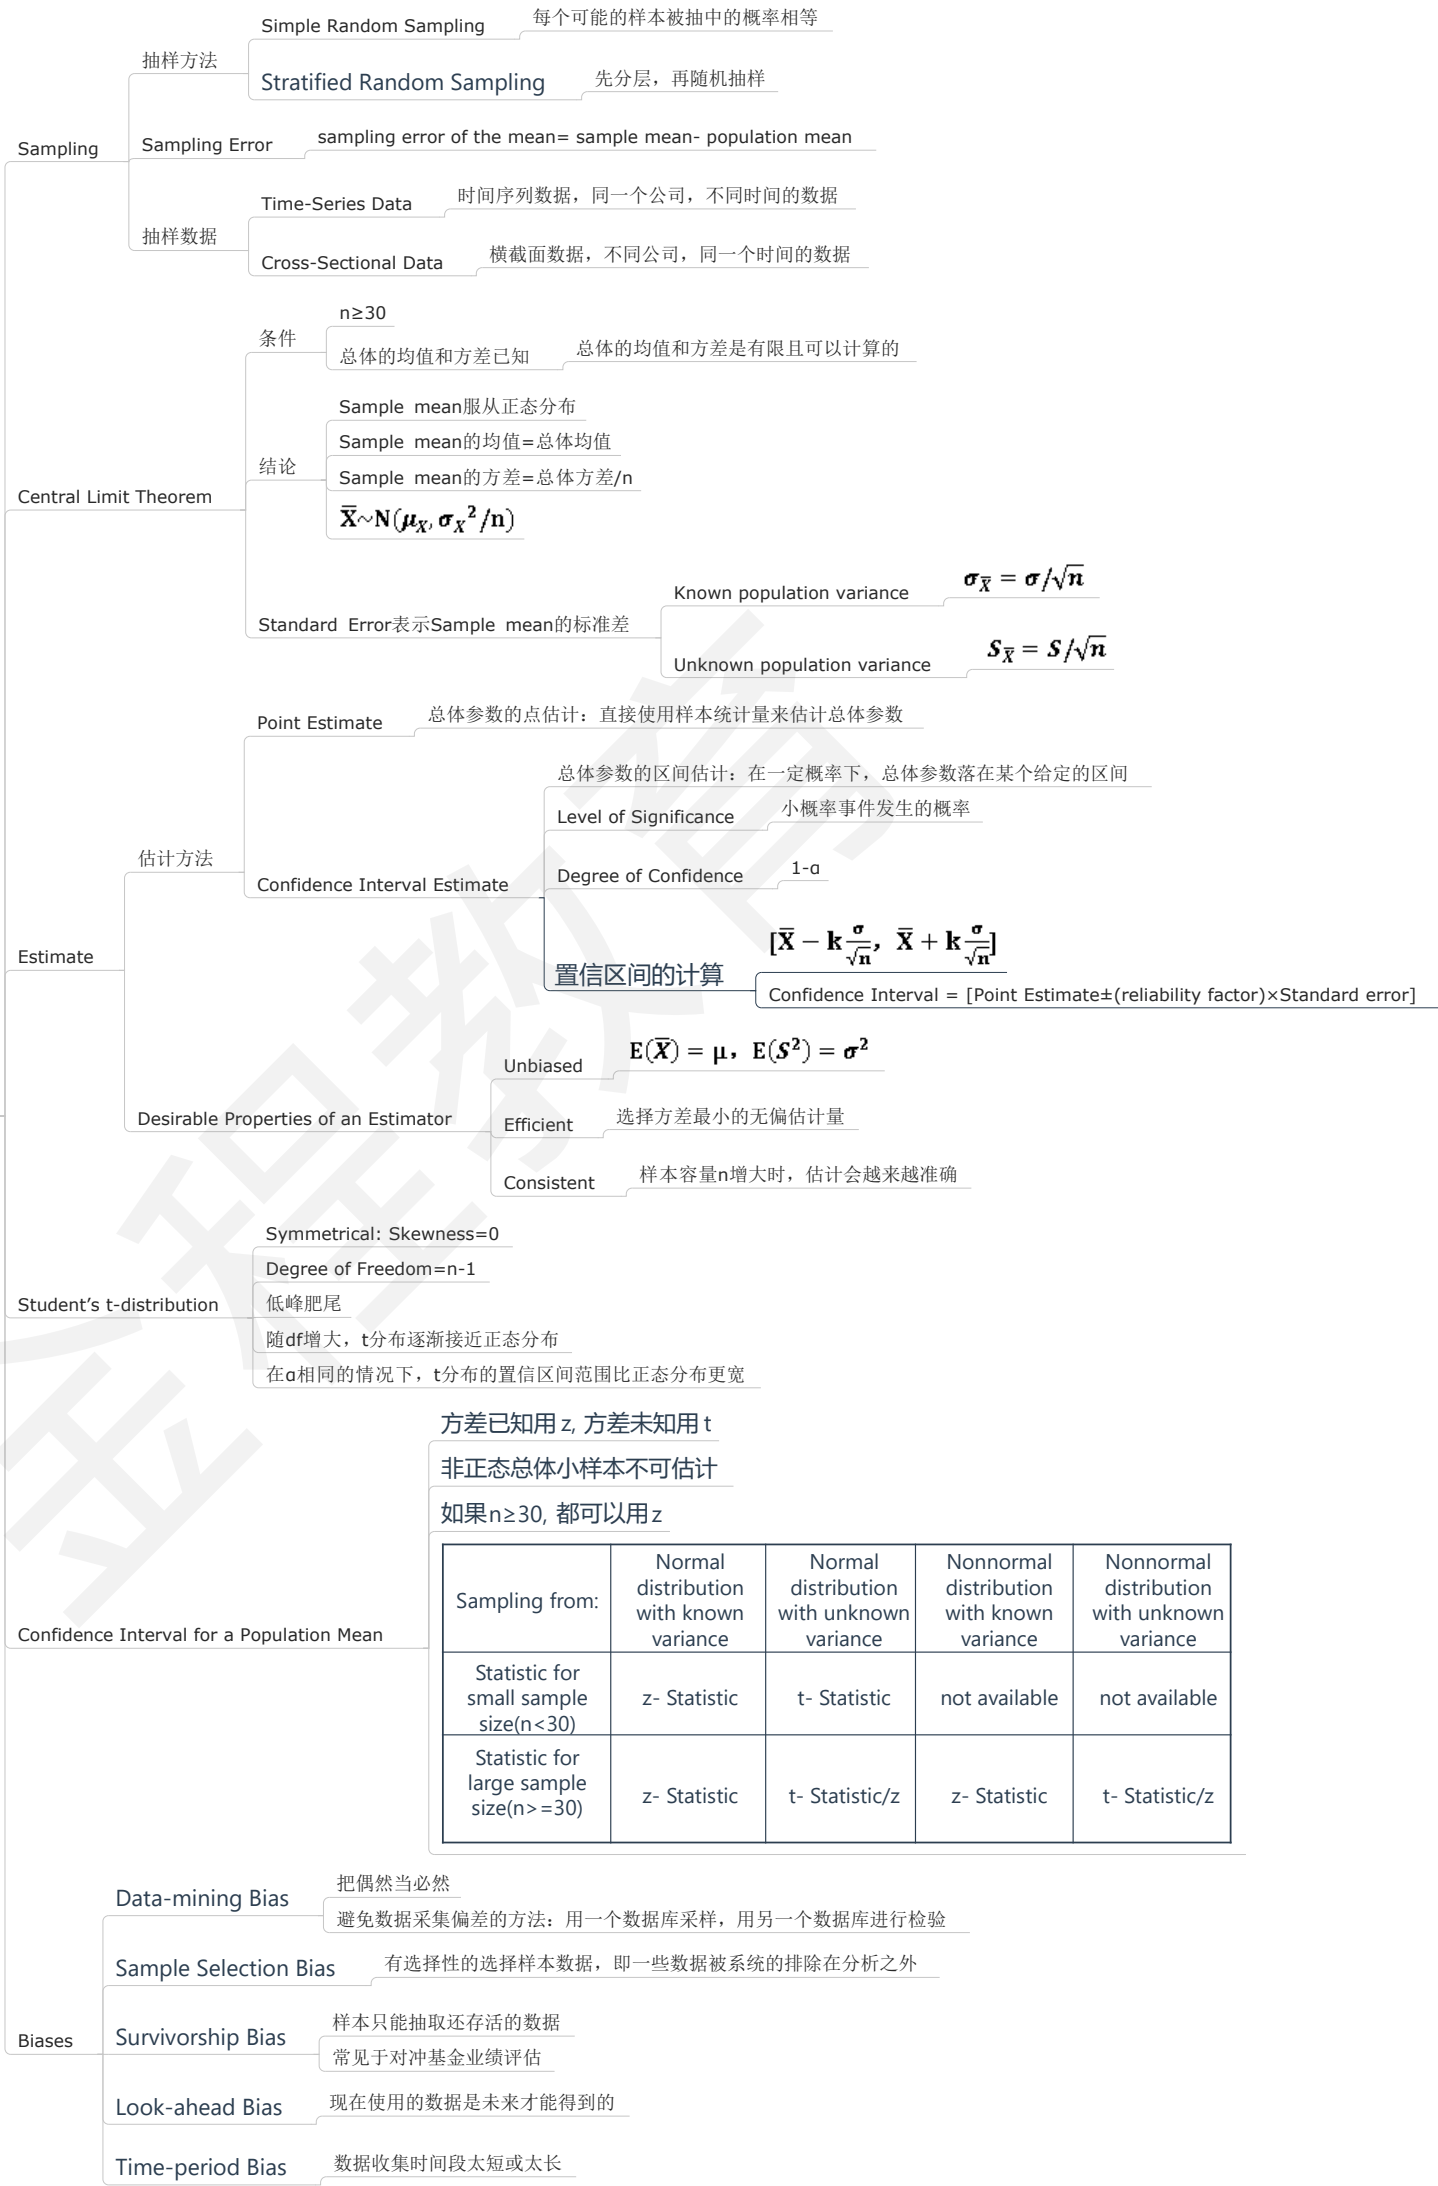 Simple Random Sampling
每个可能的样本被抽中的概率相等
抽样方法
Stratified Random Sampling
先分层，再随机抽样
Sampling
Sampling Error
sampling error of the mean= sample mean- population mean
Time-Series Data
时间序列数据，同一个公司，不同时间的数据
抽样数据
Cross-Sectional Data
横截面数据，不同公司，同一个时间的数据
n≥30
条件
总体的均值和方差已知
总体的均值和方差是有限且可以计算的
Sample mean服从正态分布
Sample mean的均值=总体均值
结论
Sample mean的方差=总体方差/n
Central Limit Theorem
X̅~N(μ_X, σ_X²/n)
Known population variance
σ_X̅ = σ/√n
Standard Error表示Sample mean的标准差
Unknown population variance
S_X̅ = S/√n
Point Estimate
总体参数的点估计：直接使用样本统计量来估计总体参数
总体参数的区间估计：在一定概率下，总体参数落在某个给定的区间
Level of Significance
小概率事件发生的概率
估计方法
Degree of Confidence
1-α
Confidence Interval Estimate
[X̅ − k σ/√n, X̅ + k σ/√n]
Estimate
置信区间的计算
Confidence Interval = [Point Estimate±(reliability factor)×Standard error]
Unbiased
E(X̅) = μ, E(S²) = σ²
Desirable Properties of an Estimator
Efficient
选择方差最小的无偏估计量
Consistent
样本容量n增大时，估计会越来越准确
Symmetrical: Skewness=0
Degree of Freedom=n-1
Student’s t-distribution
低峰肥尾
随df增大，t分布逐渐接近正态分布
在α相同的情况下，t分布的置信区间范围比正态分布更宽
方差已知用 z, 方差未知用 t
非正态总体小样本不可估计
如果n≥30, 都可以用z
Confidence Interval for a Population Mean
Sampling from:
Normal
distribution
with known
variance
Normal
distribution
with unknown
variance
Nonnormal
distribution
with known
variance
Nonnormal
distribution
with unknown
variance
Statistic for
small sample
size(n<30)
z- Statistic
t- Statistic
not available
not available
Statistic for
large sample
size(n>=30)
z- Statistic
t- Statistic/z
z- Statistic
t- Statistic/z
Data-mining Bias
把偶然当必然
避免数据采集偏差的方法：用一个数据库采样，用另一个数据库进行检验
Sample Selection Bias
有选择性的选择样本数据，即一些数据被系统的排除在分析之外
Biases
Survivorship Bias
样本只能抽取还存活的数据
常见于对冲基金业绩评估
Look-ahead Bias
现在使用的数据是未来才能得到的
Time-period Bias
数据收集时间段太短或太长
金程教育